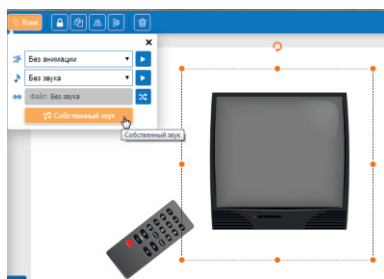 Клик
Без анимации
Без звука
Файл: Без звука
Собственный звук
Собственный звук